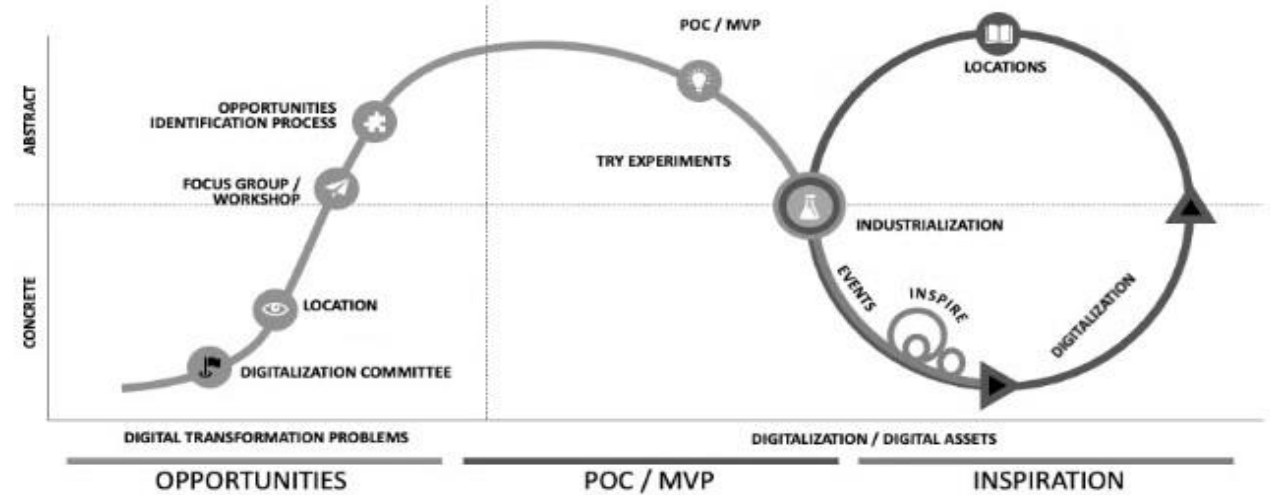 POC / MVP
LOCATIONS
ABSTRACT
OPPORTUNITIES
IDENTIFICATION PROCESS
TRY EXPERIMENTS
FOCUS GROUP /
WORKSHOP
INDUSTRIALIZATION
CONCRETE
LOCATION
EVENTS
INSPIRE
DIGITALIZATION
DIGITALIZATION COMMITTEE
DIGITAL TRANSFORMATION PROBLEMS
DIGITALIZATION / DIGITAL ASSETS
OPPORTUNITIES
POC / MVP
INSPIRATION